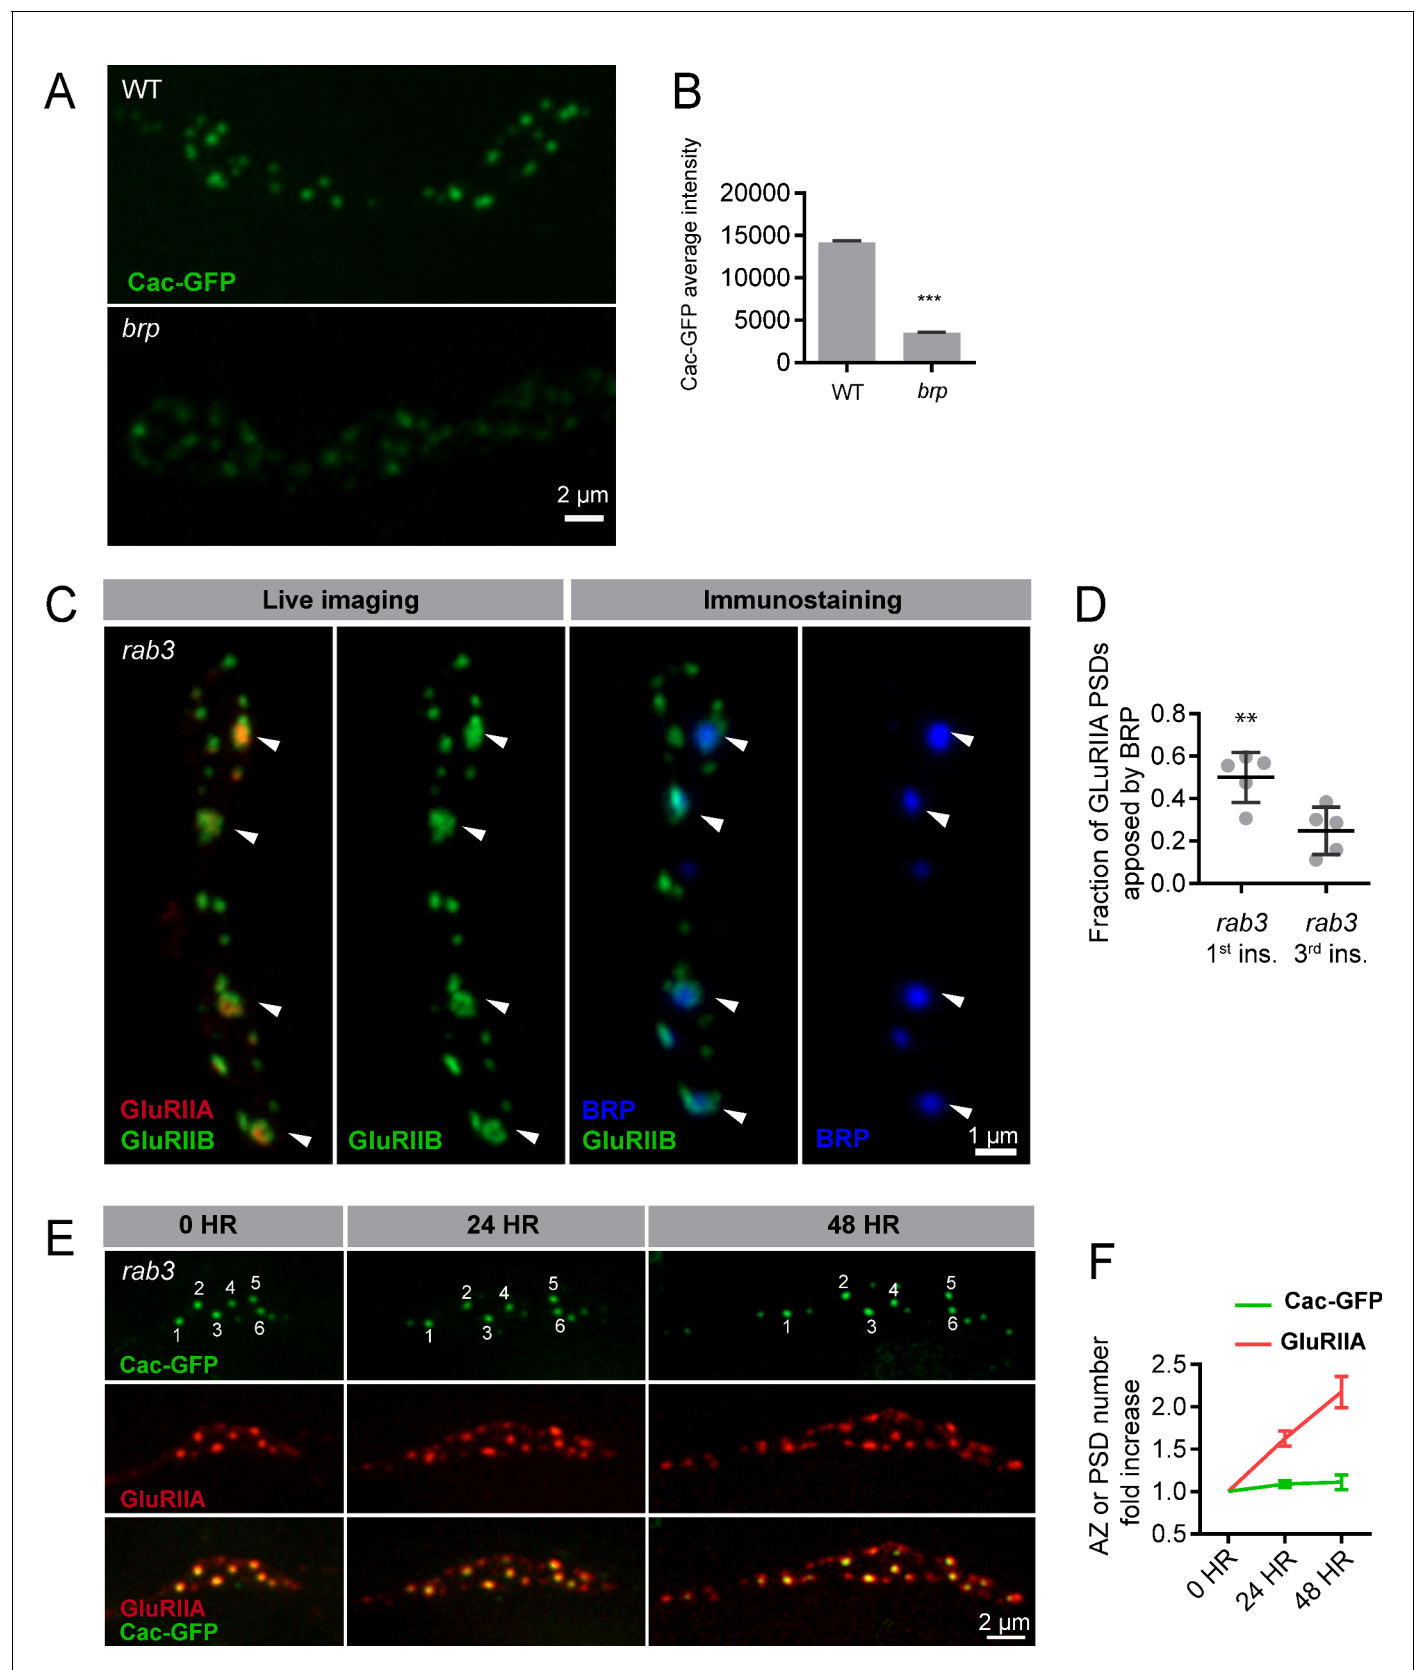 A
WT
Cac-GFP
brp
2 µm
B
Cac-GFP average intensity
20000
15000
10000
5000
0
***
WT
brp
C
Live imaging
Immunostaining
rab3
GluRIIA
GluRIIB
GluRIIB
BRP
GluRIIB
BRP
1 µm
D
Fraction of GLuRIIA PSDs
apposed by BRP
0.8
0.6
0.4
0.2
0.0
**
rab3
1st ins.
rab3
3rd ins.
E
0 HR
24 HR
48 HR
rab3
1
2
3
4
5
6
1
2
3
4
5
6
1
2
3
4
5
6
Cac-GFP
GluRIIA
GluRIIA
Cac-GFP
2 µm
F
Cac-GFP
GluRIIA
AZ or PSD number
fold increase
2.5
2.0
1.5
1.0
0.5
0 HR
24 HR
48 HR